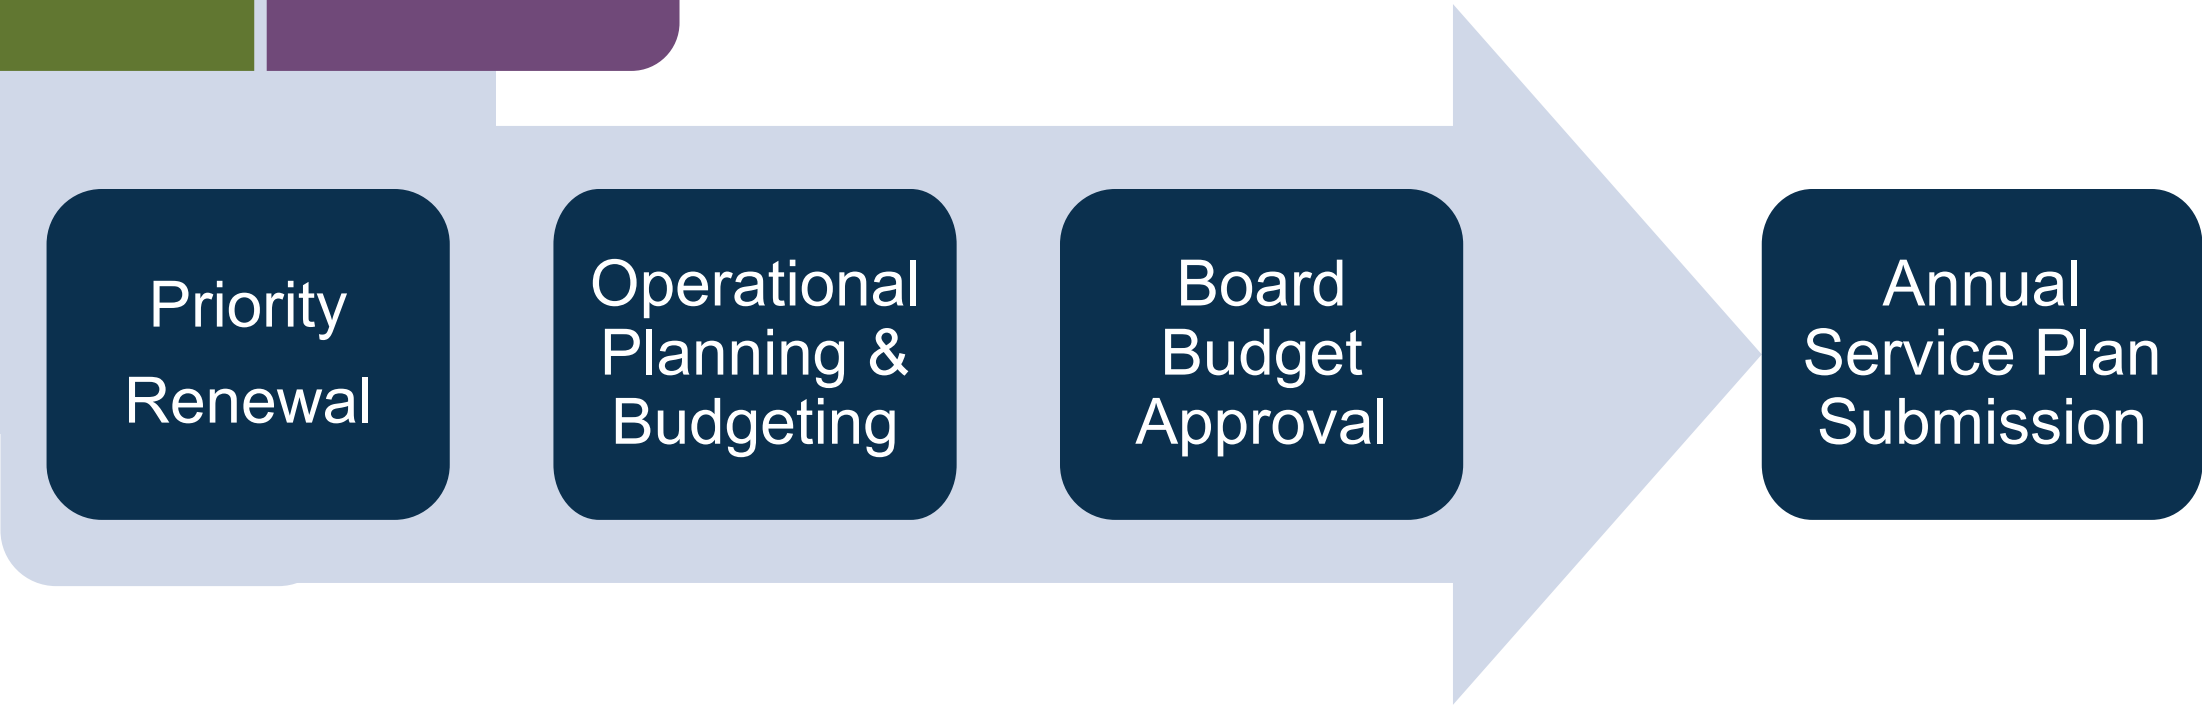 Priority
Renewal
Operational
Planning &
Budgeting
Board
Budget
Approval
Annual
Service Plan
Submission